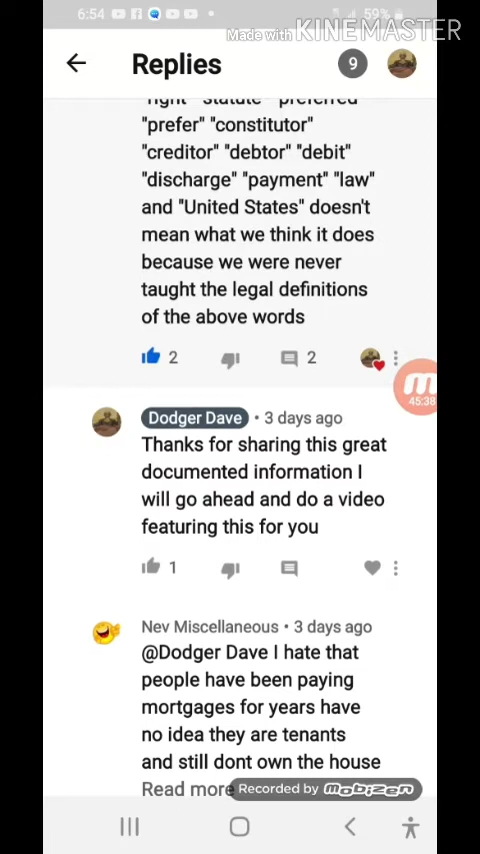 6:54
59%
Made with KINEMASTER
Replies
9
"right" "statute" "preferred"
"prefer" "constitutor"
"creditor" "debtor" "debit"
"discharge" "payment" "law"
and "United States" doesn't
mean what we think it does
because we were never
taught the legal definitions
of the above words
2
2
45:38
Dodger Dave • 3 days ago
Thanks for sharing this great
documented information I
will go ahead and do a video
featuring this for you
1
Nev Miscellaneous • 3 days ago
@Dodger Dave I hate that
people have been paying
mortgages for years have
no idea they are tenants
and still dont own the house
Read more
Recorded by mobizen